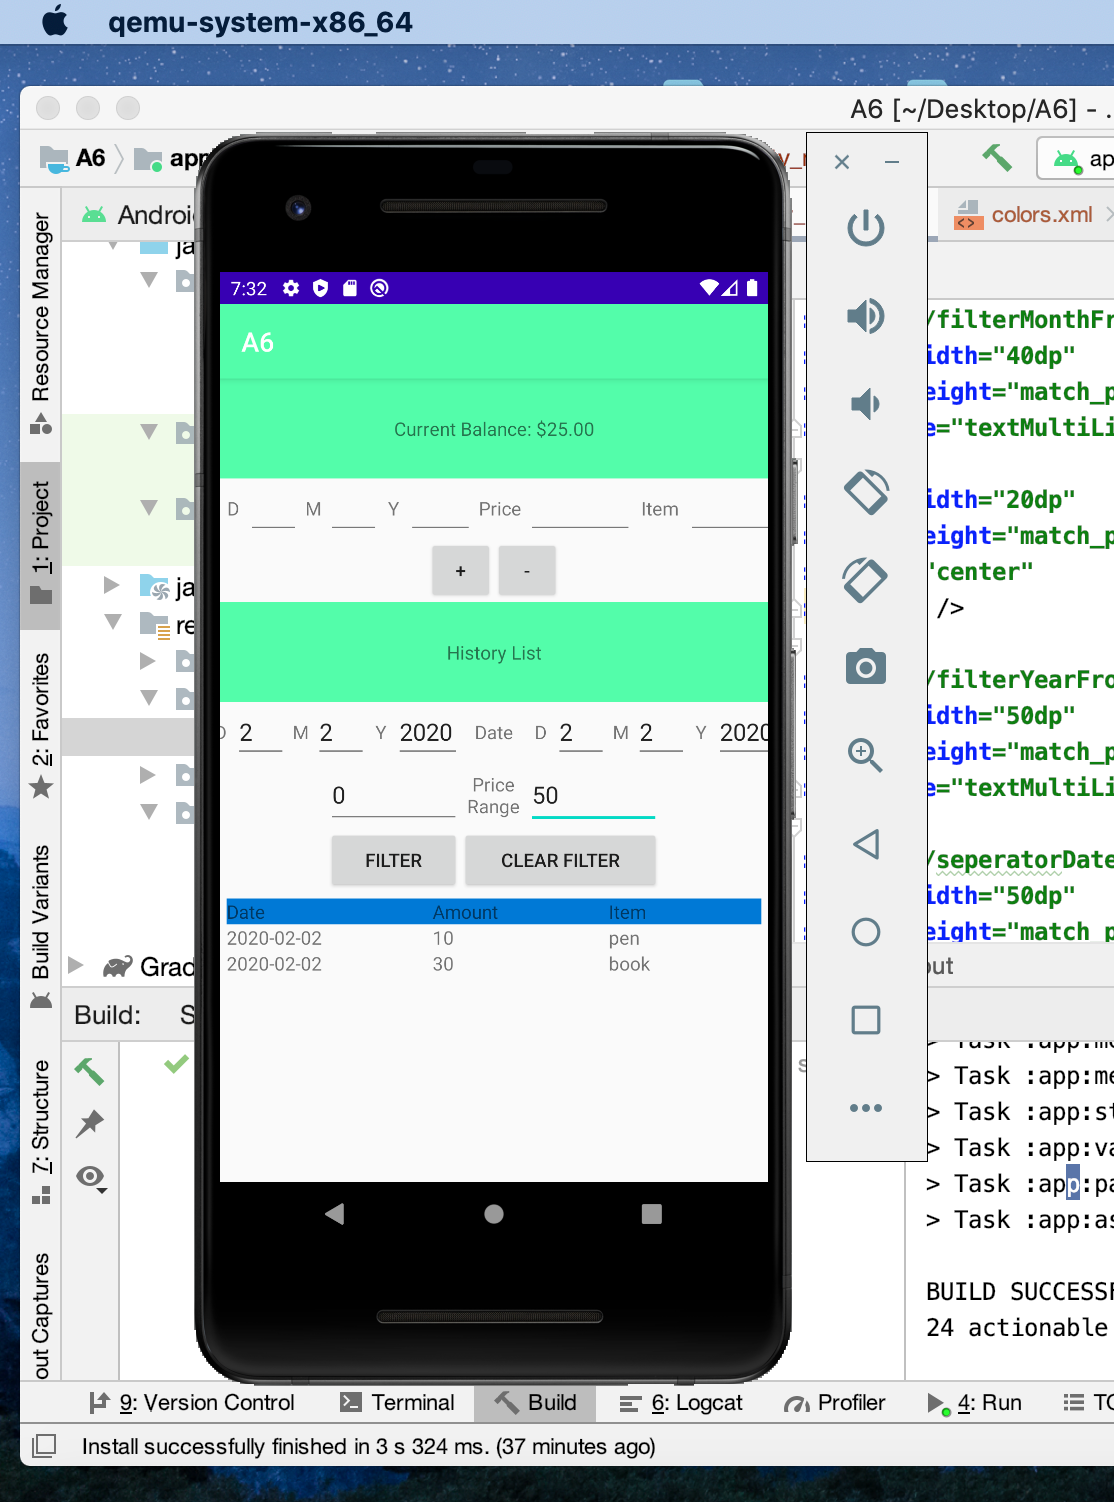 qemu-system-x86_64
A6 [~/Desktop/A6] - .
A6
app
Android
colors.xml
Resource Manager
1: Project
2: Favorites
Build Variants
7: Structure
out Captures
ja
ja
re
Grad
Build:
S
7:32
A6
Current Balance: $25.00
D M Y Price Item
+ -
History List
D 2 M 2 Y 2020 Date D 2 M 2 Y 2020
0 Price Range 50
FILTER CLEAR FILTER
Date Amount Item
2020-02-02 10 pen
2020-02-02 30 book
/filterMonthFr
idth="40dp"
eight="match_p
e="textMultiLi
idth="20dp"
eight="match_p
"center"
/>
/filterYearFro
idth="50dp"
eight="match_p
e="textMultiLi
/seperatorDate
idth="50dp"
eight="match_p
out
> Task :app:me
> Task :app:me
> Task :app:st
> Task :app:va
> Task :app:pa
> Task :app:as
BUILD SUCCESSF
24 actionable
9: Version Control Terminal Build 6: Logcat Profiler 4: Run TO
Install successfully finished in 3 s 324 ms. (37 minutes ago)